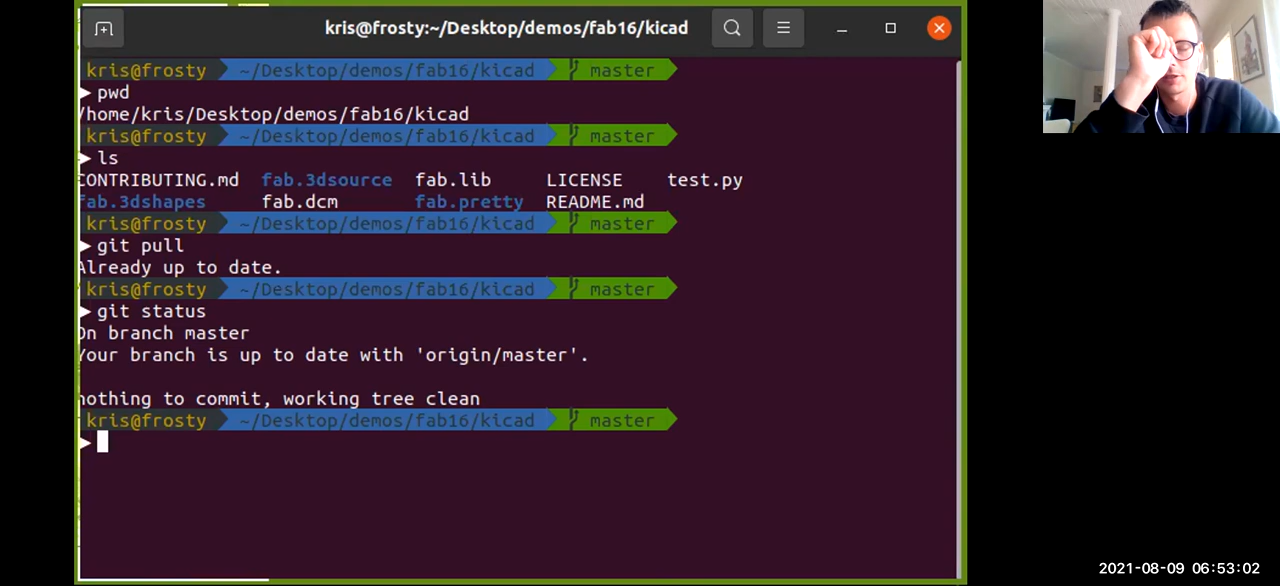 kris@frosty:~/Desktop/demos/fab16/kicad
kris@frosty ~/Desktop/demos/fab16/kicad master
pwd
/home/kris/Desktop/demos/fab16/kicad
kris@frosty ~/Desktop/demos/fab16/kicad master
ls
CONTRIBUTING.md fab.3dsource fab.lib LICENSE test.py
fab.3dshapes fab.dcm fab.pretty README.md
kris@frosty ~/Desktop/demos/fab16/kicad master
git pull
Already up to date.
kris@frosty ~/Desktop/demos/fab16/kicad master
git status
On branch master
Your branch is up to date with 'origin/master'.
nothing to commit, working tree clean
kris@frosty ~/Desktop/demos/fab16/kicad master
2021-08-09 06:53:02